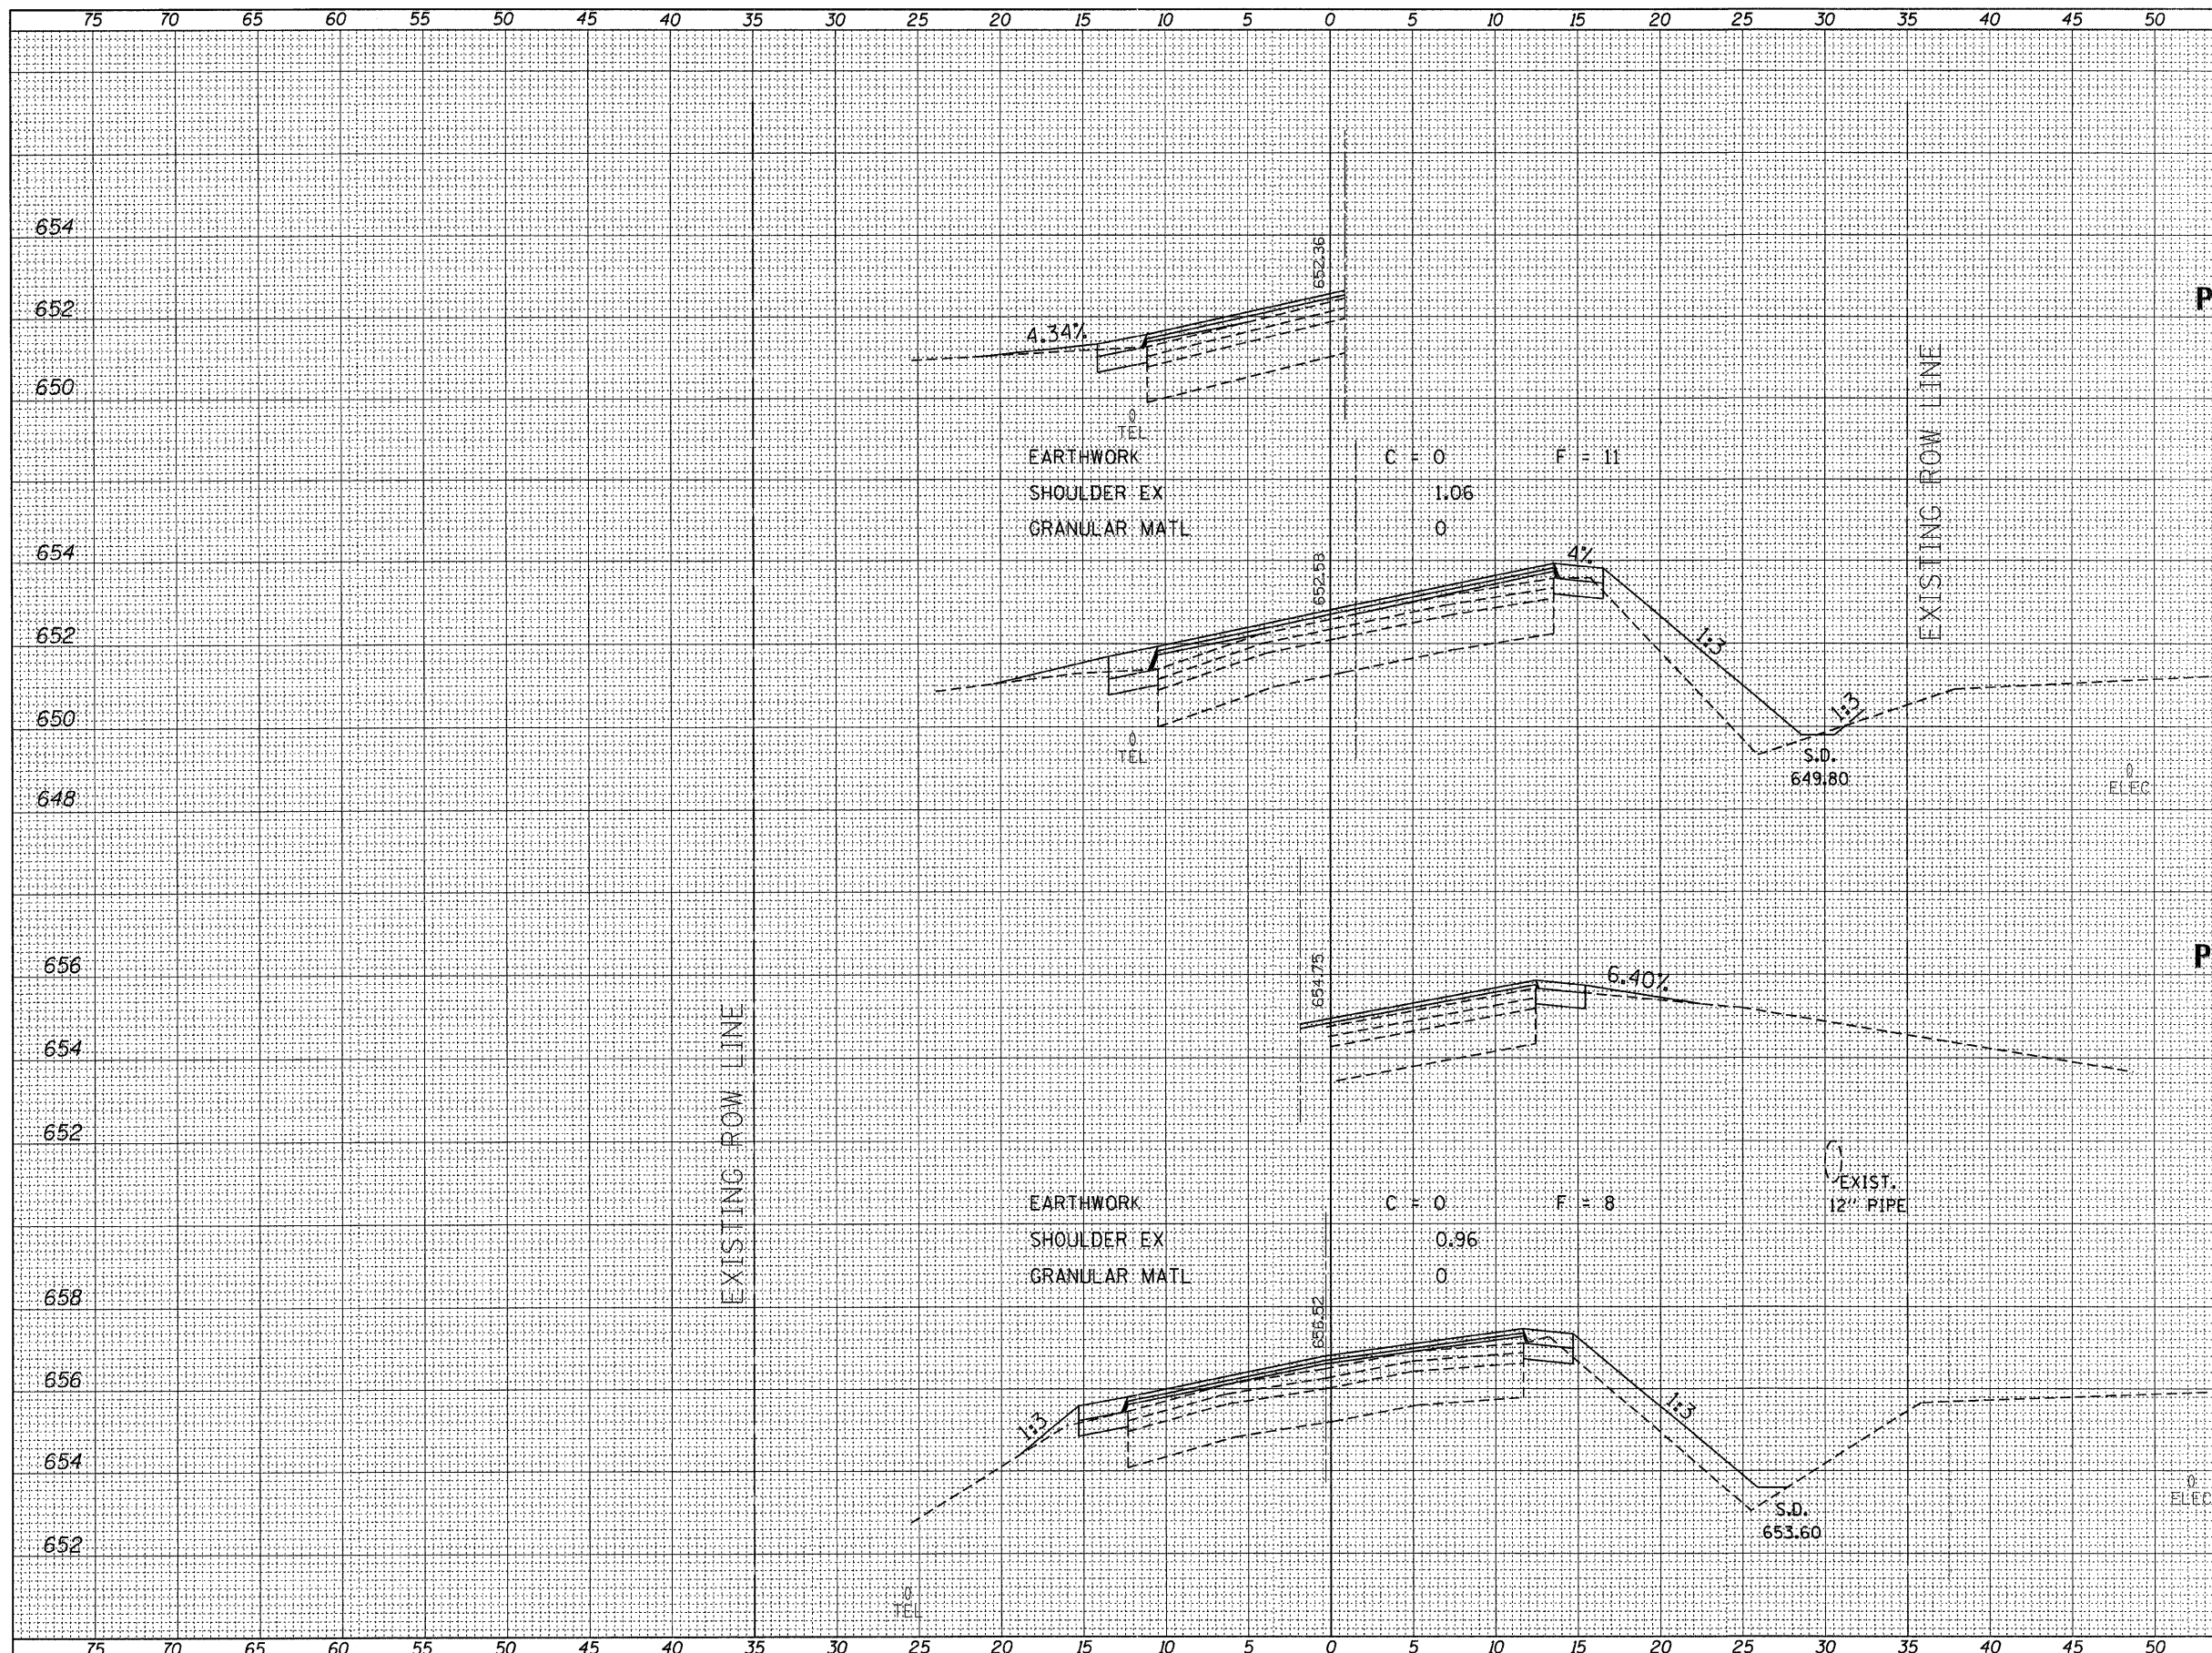 75 70 65 60 55 50 45 40 35 30 25 20 15 10 5 0 5 10 15 20 25 30 35 40 45 50
654
652.36
P
652
4.34%
650
EXISTING ROW LINE
0
TEL
EARTHWORK C = 0 F = 11
SHOULDER EX 1.06
GRANULAR MATL 0
654
4%
652.58
652
1:3
650
1:3
0
TEL
S.D.
649.80
0
ELEC
648
656
654.75
6.40%
P
654
EXISTING ROW LINE
652
EXIST.
12" PIPE
EARTHWORK C = 0 F = 8
SHOULDER EX 0.96
GRANULAR MATL 0
658
656.52
656
1:3
1:3
654
0
ELEC
S.D.
653.60
652
0
TEL
75 70 65 60 55 50 45 40 35 30 25 20 15 10 5 0 5 10 15 20 25 30 35 40 45 50